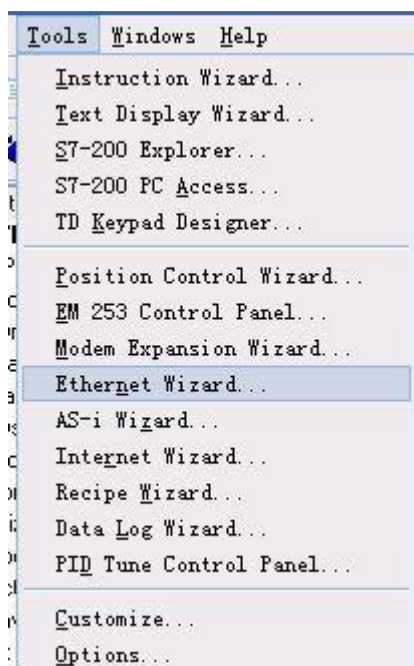 Tools Windows Help
Instruction Wizard...
Text Display Wizard...
S7-200 Explorer...
S7-200 PC Access...
TD Keypad Designer...
Position Control Wizard...
EM 253 Control Panel...
Modem Expansion Wizard...
Ethernet Wizard...
AS-i Wizard...
Internet Wizard...
Recipe Wizard...
Data Log Wizard...
PID Tune Control Panel...
Customize...
Options...